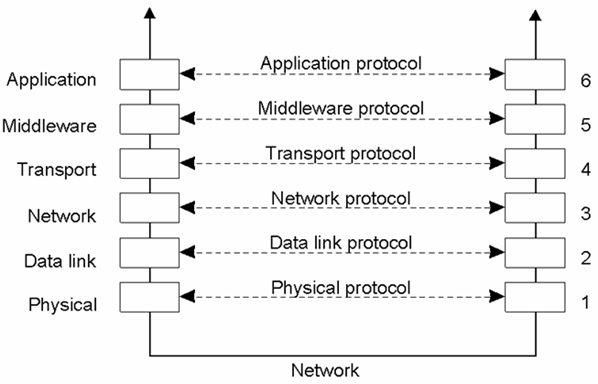 Application
Application protocol
6
Middleware
Middleware protocol
5
Transport
Transport protocol
4
Network
Network protocol
3
Data link
Data link protocol
2
Physical
Physical protocol
1
Network